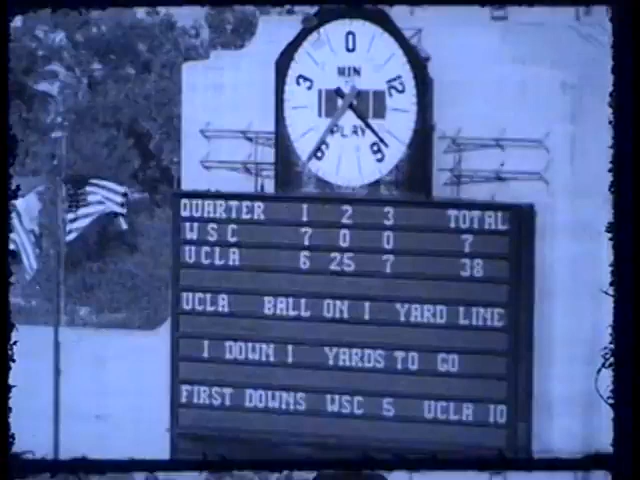 0
3 MIN 12
PLAY
6 9
QUARTER 1 2 3 TOTAL
WSC 7 0 0 7
UCLA 6 25 7 38
UCLA BALL ON 1 YARD LINE
1 DOWN 1 YARDS TO GO
FIRST DOWNS WSC 5 UCLA 10